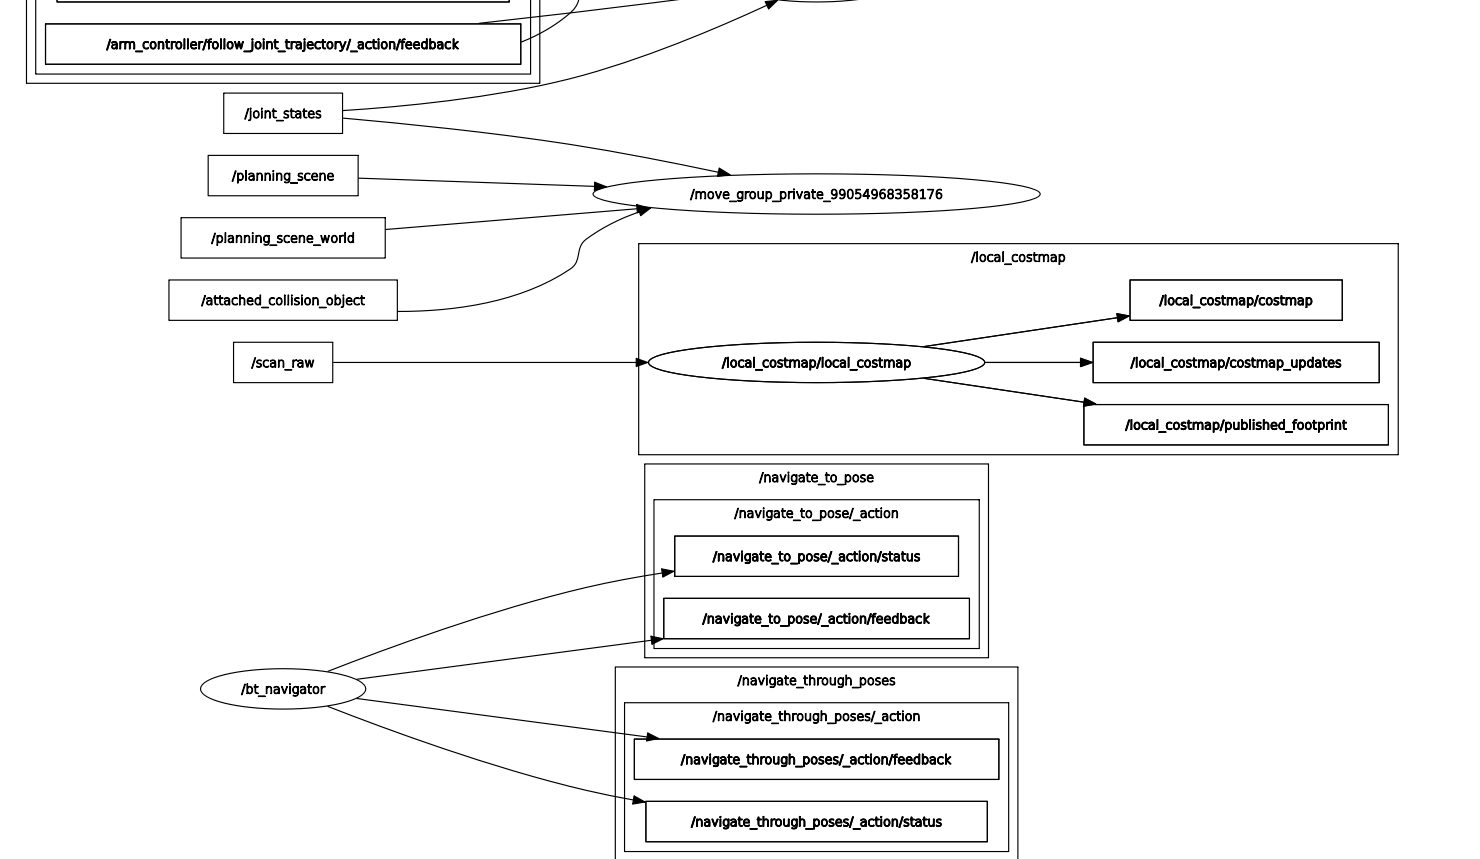 /arm_controller/follow_joint_trajectory/_action/feedback
/joint_states
/planning_scene
/move_group_private_99054968358176
/planning_scene_world
/local_costmap
/attached_collision_object
/local_costmap/costmap
/scan_raw
/local_costmap/local_costmap
/local_costmap/costmap_updates
/local_costmap/published_footprint
/navigate_to_pose
/navigate_to_pose/_action
/navigate_to_pose/_action/status
/navigate_to_pose/_action/feedback
/bt_navigator
/navigate_through_poses
/navigate_through_poses/_action
/navigate_through_poses/_action/feedback
/navigate_through_poses/_action/status